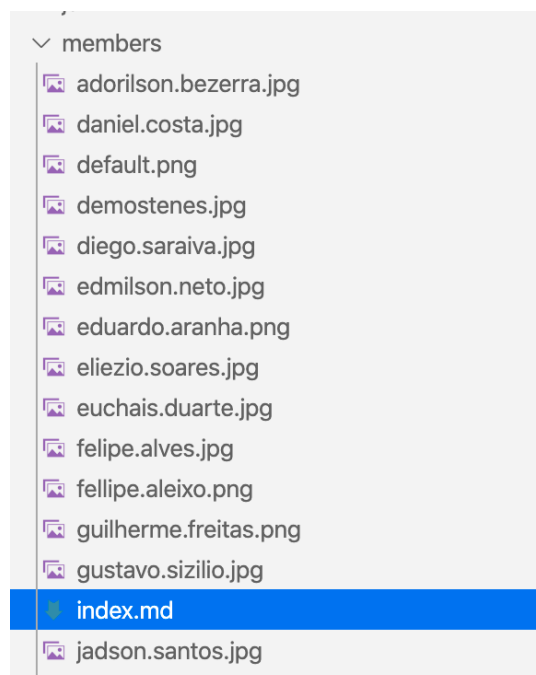 members
adorilson.bezerra.jpg
daniel.costa.jpg
default.png
demostenes.jpg
diego.saraiva.jpg
edmilson.neto.jpg
eduardo.aranha.png
eliezio.soares.jpg
euchais.duarte.jpg
felipe.alves.jpg
fellipe.aleixo.png
guilherme.freitas.png
gustavo.sizilio.jpg
index.md
jadson.santos.jpg